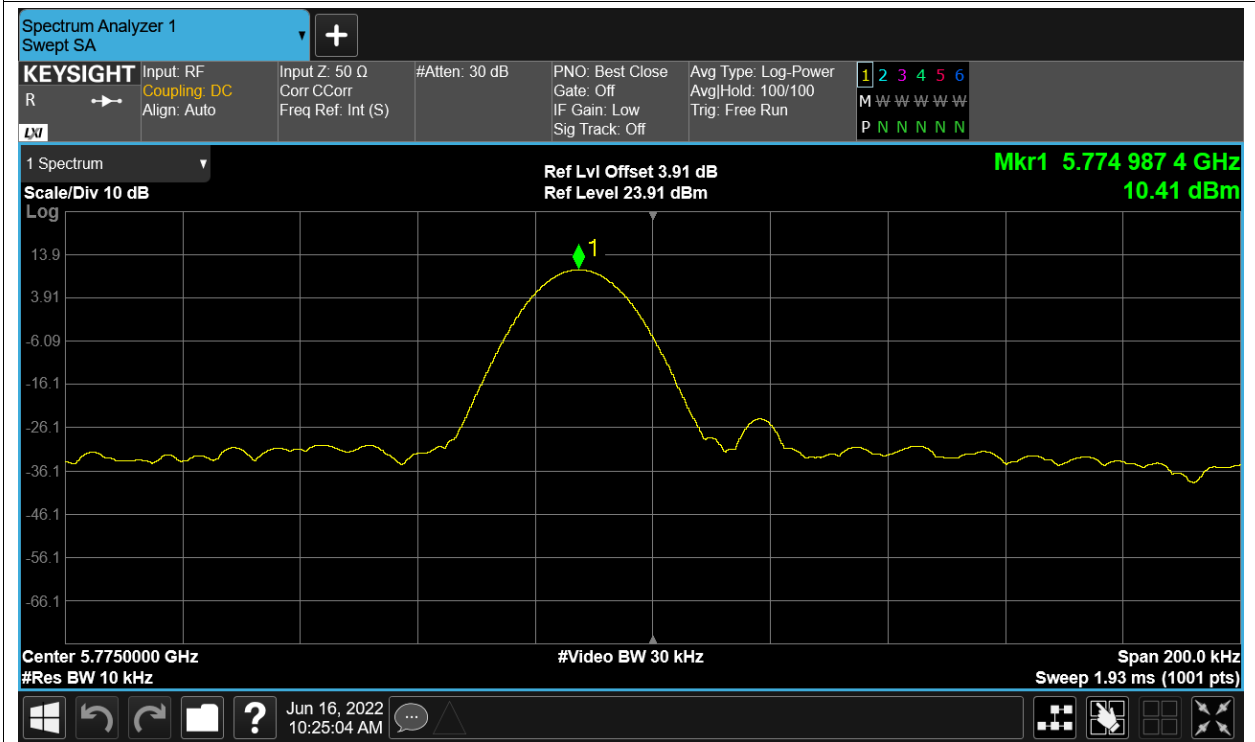 Spectrum Analyzer 1
Swept SA
+
KEYSIGHT
R
LXI
Input: RF
Coupling: DC
Align: Auto
Input Z: 50 Ω
Corr CCorr
Freq Ref: Int (S)
#Atten: 30 dB
PNO: Best Close
Gate: Off
IF Gain: Low
Sig Track: Off
Avg Type: Log-Power
Avg|Hold: 100/100
Trig: Free Run
1 2 3 4 5 6
M W W W W W
P N N N N N
1 Spectrum
Scale/Div 10 dB
Log
Ref Lvl Offset 3.91 dB
Ref Level 23.91 dBm
Mkr1 5.774 987 4 GHz
10.41 dBm
1
13.9
3.91
-6.09
-16.1
-26.1
-36.1
-46.1
-56.1
-66.1
Center 5.7750000 GHz
#Res BW 10 kHz
#Video BW 30 kHz
Span 200.0 kHz
Sweep 1.93 ms (1001 pts)
?
Jun 16, 2022
10:25:04 AM